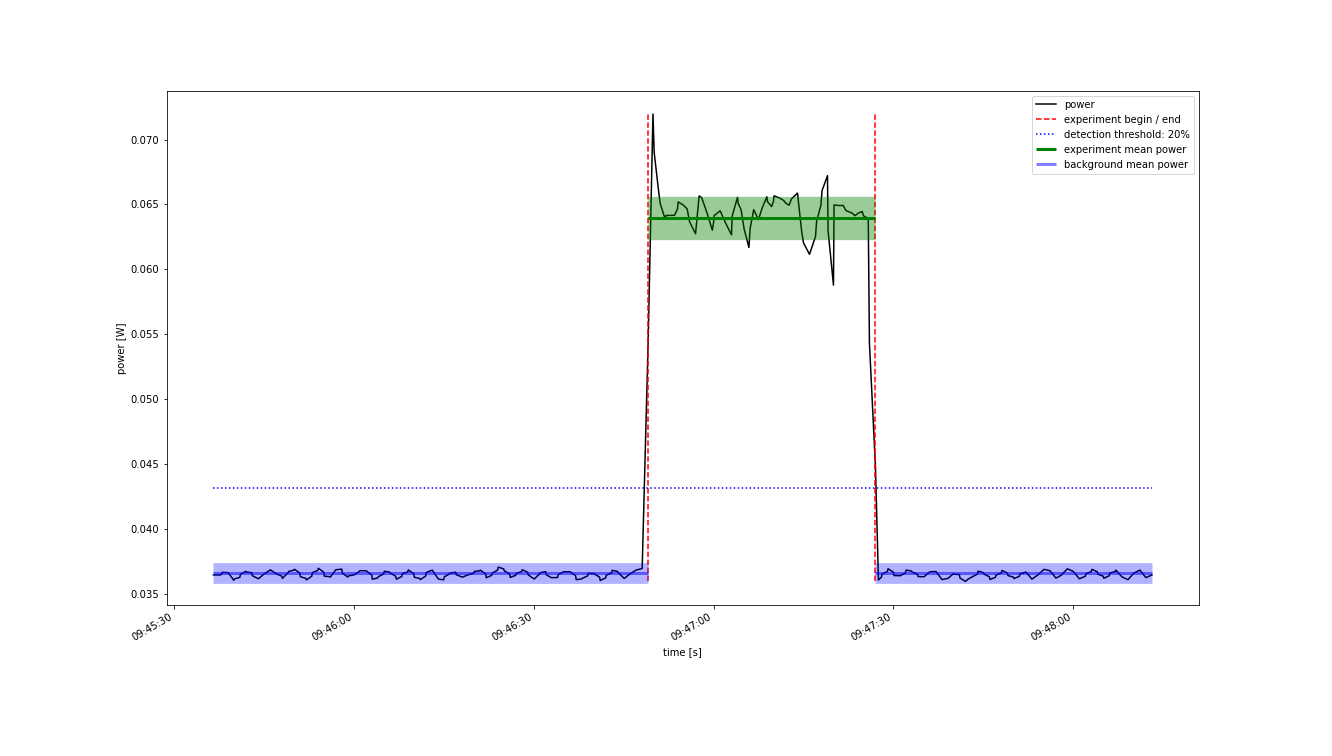 power
experiment begin / end
detection threshold: 20%
experiment mean power
background mean power
0.070
0.065
0.060
0.055
0.050
0.045
0.040
0.035
power [W]
09:45:30
09:46:00
09:46:30
09:47:00
09:47:30
09:48:00
time [s]